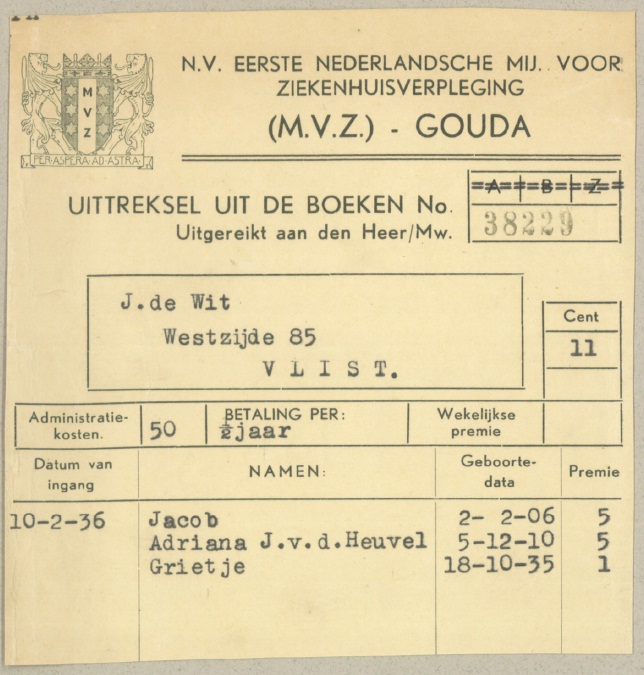 M
V
Z
PER·ASPERA·AD·ASTRA
N.V. EERSTE NEDERLANDSCHE MIJ. VOOR
ZIEKENHUISVERPLEGING
(M.V.Z.) - GOUDA
UITTREKSEL UIT DE BOEKEN No.
A B Z
38229
Uitgereikt aan den Heer/Mw.
J.de Wit
Westzijde 85
V L I S T.
Cent
11
Administratie-
kosten.
50
BETALING PER:
½jaar
Wekelijkse
premie
Datum van
ingang
NAMEN:
Geboorte-
data
Premie
10-2-36 Jacob 2- 2-06 5
Adriana J.v.d.Heuvel 5-12-10 5
Grietje 18-10-35 1